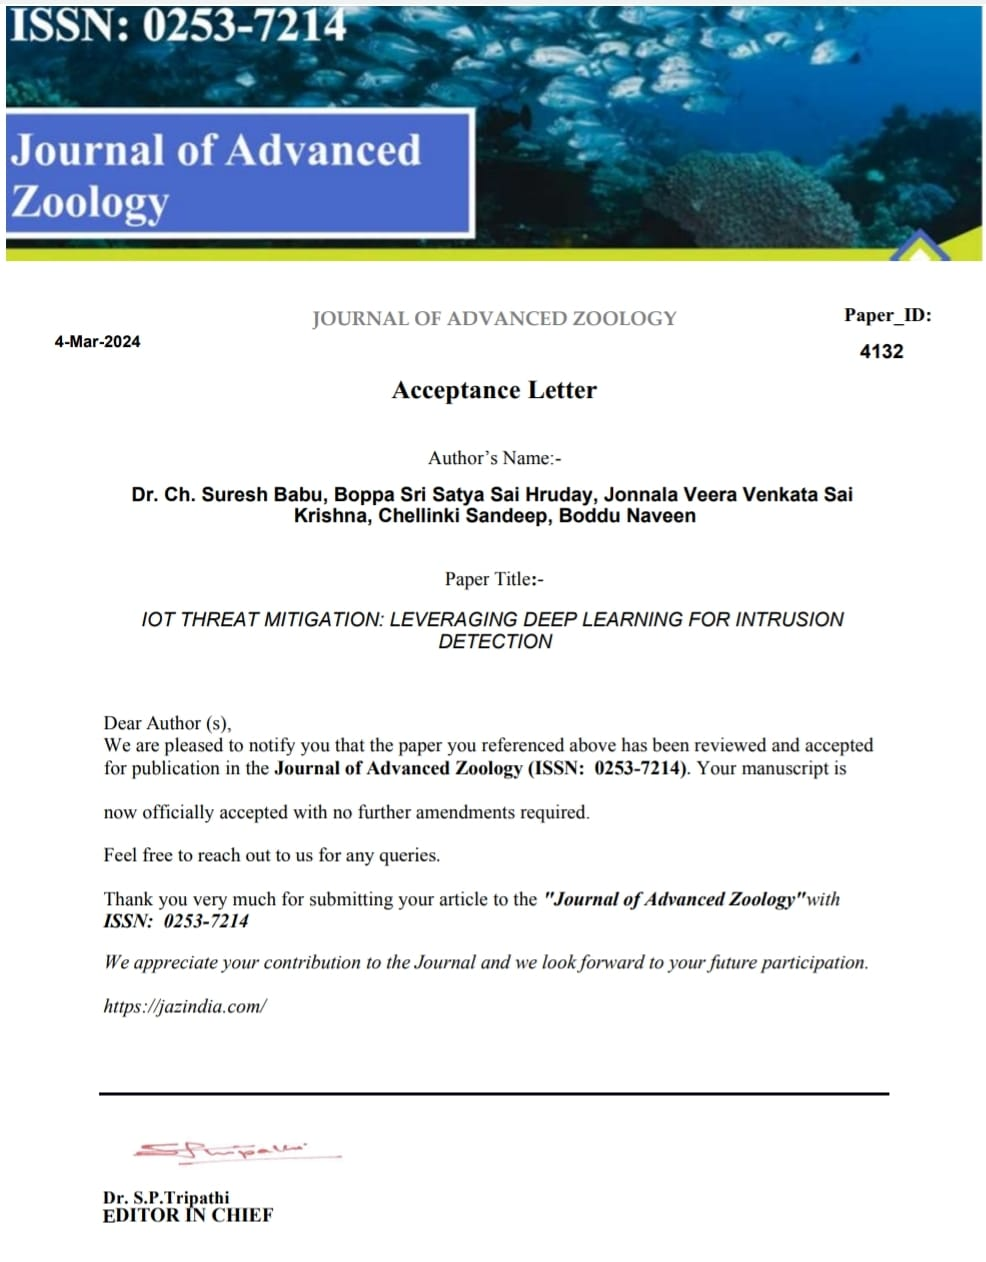 ISSN: 0253-7214
Journal of Advanced
Zoology
JOURNAL OF ADVANCED ZOOLOGY
Paper_ID:
4-Mar-2024
4132
Acceptance Letter
Author’s Name:-
Dr. Ch. Suresh Babu, Boppa Sri Satya Sai Hruday, Jonnala Veera Venkata Sai
Krishna, Chellinki Sandeep, Boddu Naveen
Paper Title:-
IOT THREAT MITIGATION: LEVERAGING DEEP LEARNING FOR INTRUSION
DETECTION
Dear Author (s),
We are pleased to notify you that the paper you referenced above has been reviewed and accepted
for publication in the Journal of Advanced Zoology (ISSN: 0253-7214). Your manuscript is
now officially accepted with no further amendments required.
Feel free to reach out to us for any queries.
Thank you very much for submitting your article to the "Journal of Advanced Zoology"with
ISSN: 0253-7214
We appreciate your contribution to the Journal and we look forward to your future participation.
https://jazindia.com/
SPTripathi
Dr. S.P.Tripathi
EDITOR IN CHIEF